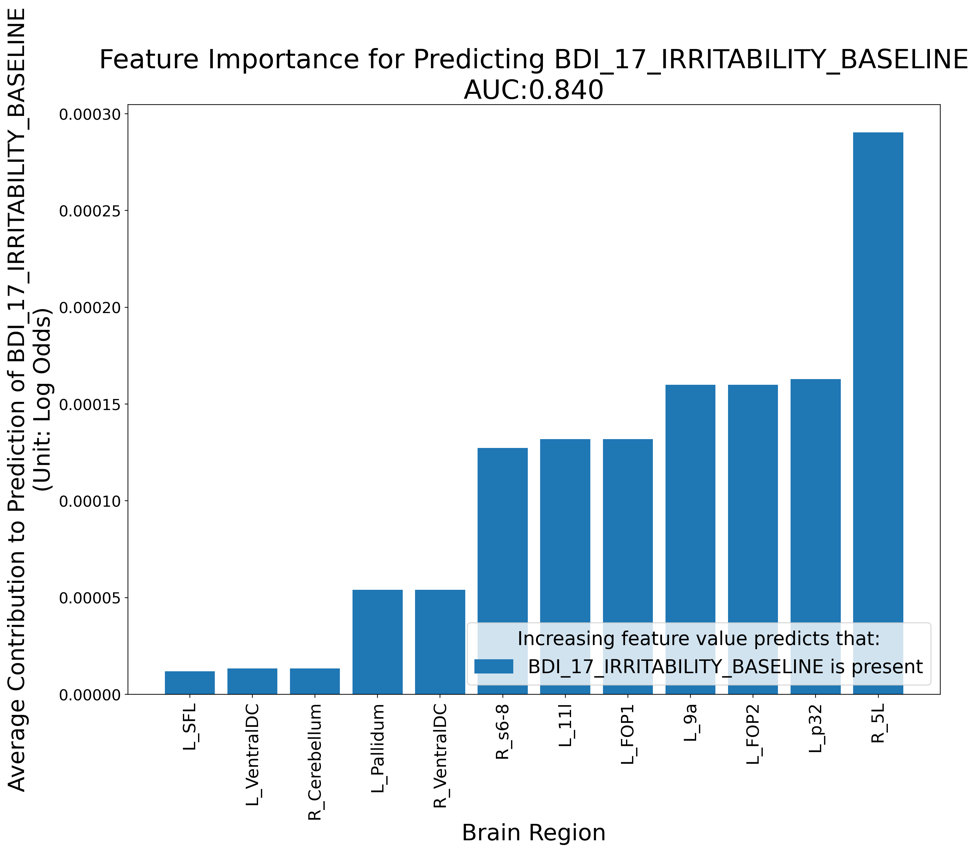 Feature Importance for Predicting BDI_17_IRRITABILITY_BASELINE
AUC:0.840
Average Contribution to Prediction of BDI_17_IRRITABILITY_BASELINE
(Unit: Log Odds)
0.00030
0.00025
0.00020
0.00015
0.00010
0.00005
0.00000
Increasing feature value predicts that:
BDI_17_IRRITABILITY_BASELINE is present
L_SFL
L_VentralDC
R_Cerebellum
L_Pallidum
R_VentralDC
R_s6-8
L_11l
L_FOP1
L_9a
L_FOP2
L_p32
R_5L
Brain Region